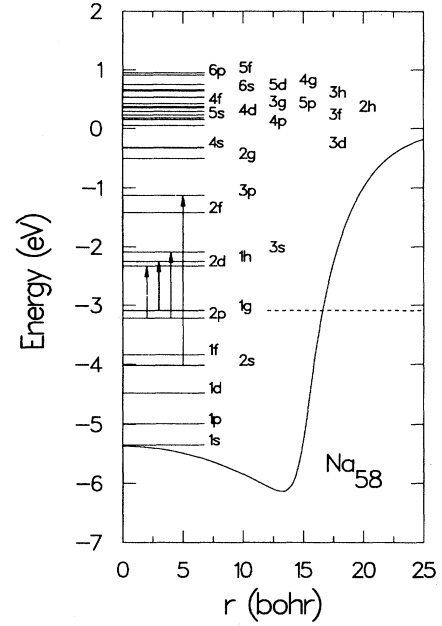 6p 5f
1
6s 5d 4g
3h
4f 3g 5p 2h
5s 4d 3f
4p
0
4s 3d
2g
-1
3p
2f
-2
3s
2d 1h
Energy (eV)
-3
1g
2p
1f
-4
2s
1d
-5
1p
1s
Na58
-6
-7
0 5 10 15 20 25
r (bohr)